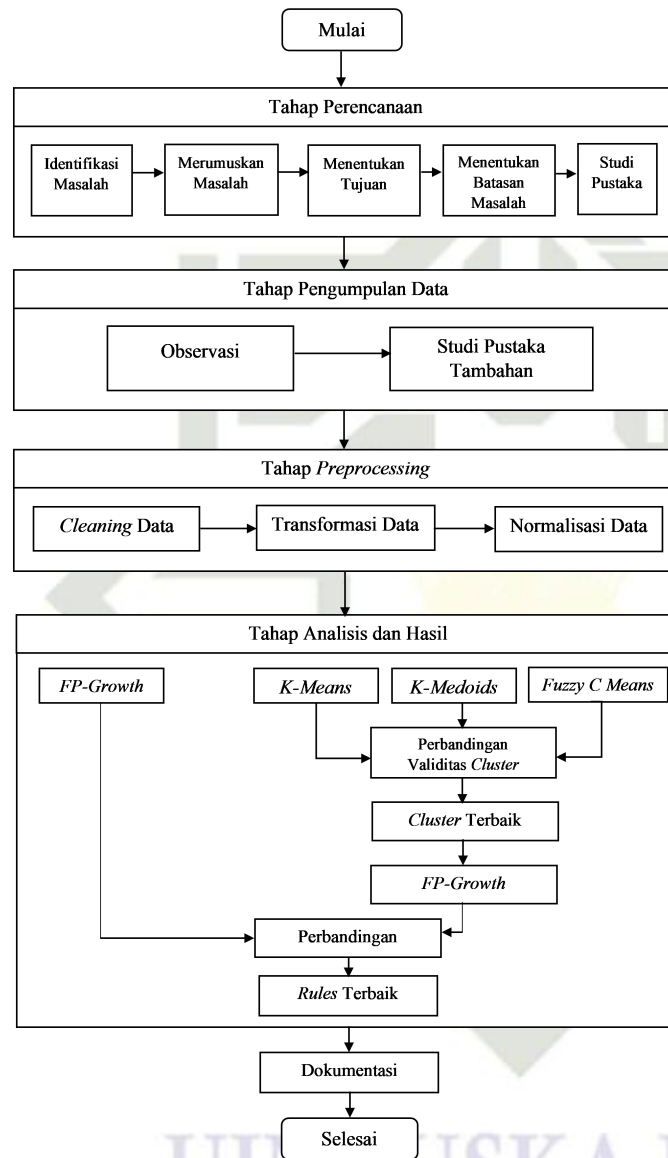 Mulai
Tahap Perencanaan
Identifikasi
Masalah
Merumuskan
Masalah
Menentukan
Tujuan
Menentukan
Batasan
Masalah
Studi
Pustaka
Tahap Pengumpulan Data
Observasi
Studi Pustaka
Tambahan
Tahap Preprocessing
Cleaning Data
Transformasi Data
Normalisasi Data
Tahap Analisis dan Hasil
FP-Growth
K-Means
K-Medoids
Fuzzy C Means
Perbandingan
Validitas Cluster
Cluster Terbaik
FP-Growth
Perbandingan
Rules Terbaik
Dokumentasi
Selesai